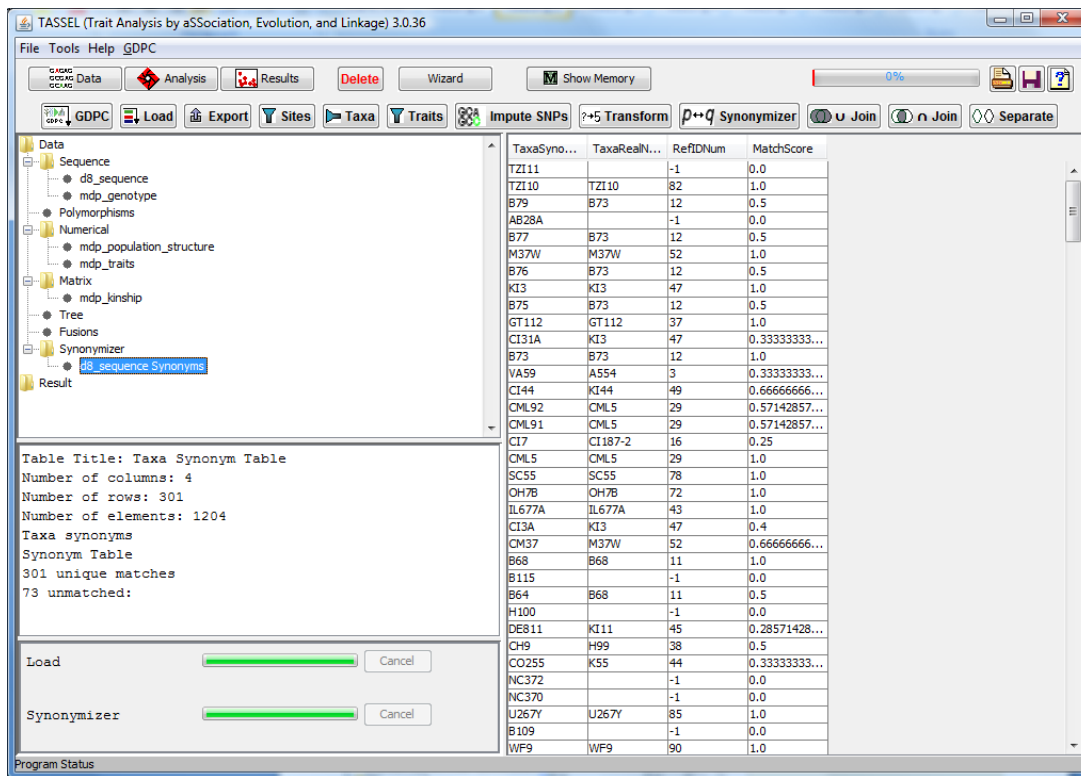 TASSEL (Trait Analysis by aSSociation, Evolution, and Linkage) 3.0.36
File Tools Help GDPC
Data Analysis Results Delete Wizard Show Memory 0%
GDPC Load Export Sites Taxa Traits Impute SNPs ?→5 Transform p↔q Synonymizer ∪ Join ∩ Join Separate
Data
Sequence
d8_sequence
mdp_genotype
Polymorphisms
Numerical
mdp_population_structure
mdp_traits
Matrix
mdp_kinship
Tree
Fusions
Synonymizer
d8_sequence Synonyms
Result
Table Title: Taxa Synonym Table
Number of columns: 4
Number of rows: 301
Number of elements: 1204
Taxa synonyms
Synonym Table
301 unique matches
73 unmatched:
Load Cancel
Synonymizer Cancel
TaxaSyno... TaxaRealN... RefIDNum MatchScore
TZI11 -1 0.0
TZI10 TZI10 82 1.0
B79 B73 12 0.5
AB28A -1 0.0
B77 B73 12 0.5
M37W M37W 52 1.0
B76 B73 12 0.5
KI3 KI3 47 1.0
B75 B73 12 0.5
GT112 GT112 37 1.0
CI31A KI3 47 0.33333333...
B73 B73 12 1.0
VA59 A554 3 0.33333333...
CI44 KI44 49 0.66666666...
CML92 CML5 29 0.57142857...
CML91 CML5 29 0.57142857...
CI7 CI187-2 16 0.25
CML5 CML5 29 1.0
SC55 SC55 78 1.0
OH7B OH7B 72 1.0
IL677A IL677A 43 1.0
CI3A KI3 47 0.4
CM37 M37W 52 0.66666666...
B68 B68 11 1.0
B115 -1 0.0
B64 B68 11 0.5
H100 -1 0.0
DE811 KI11 45 0.28571428...
CH9 H99 38 0.5
CO255 K55 44 0.33333333...
NC372 -1 0.0
NC370 -1 0.0
U267Y U267Y 85 1.0
B109 -1 0.0
WF9 WF9 90 1.0
Program Status